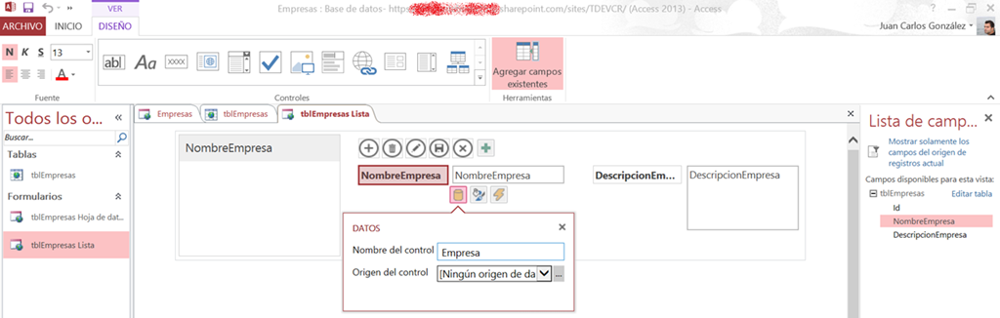 VER
Empresas : Base de datos- https://
sharepoint.com/sites/TDEVCR/ (Access 2013) - Access
ARCHIVO INICIO DISEÑO
Juan Carlos González
N K S 13
A
ab| Aa XXXX
Agregar campos
existentes
Fuente Controles Herramientas
Todos los o... «
Buscar...
Tablas
tblEmpresas
Formularios
tblEmpresas Hoja de dat...
tblEmpresas Lista
Empresas tblEmpresas tblEmpresas Lista
NombreEmpresa
NombreEmpresa NombreEmpresa DescripcionEm... DescripcionEmpresa
DATOS
Nombre del control Empresa
Origen del control [Ningún origen de da ...
Lista de camp...
Mostrar solamente los
campos del origen de
registros actual
Campos disponibles para esta vista:
tblEmpresas Editar tabla
Id
NombreEmpresa
DescripcionEmpresa